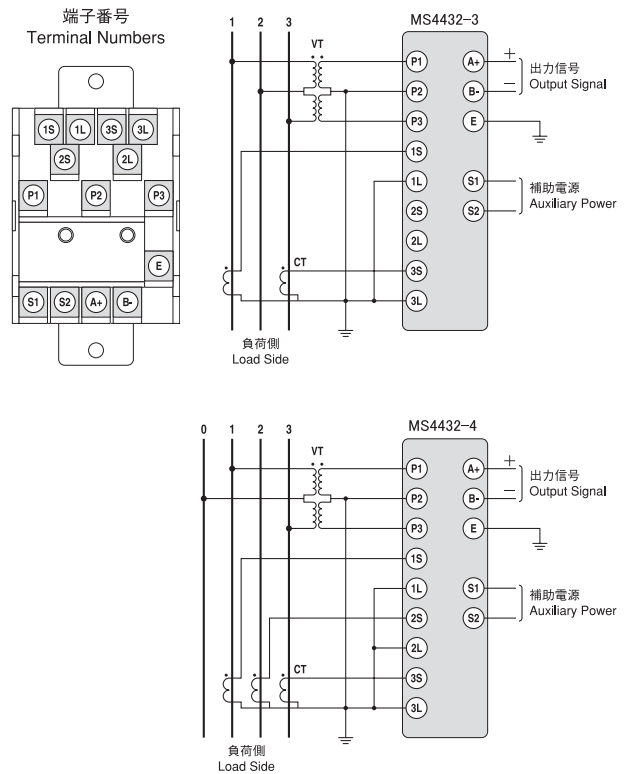 端子番号
Terminal Numbers
1S 1L 3S 3L
2S 2L
P1 P2 P3
E
S1 S2 A+ B-
1 2 3
VT
MS4432-3
P1 A+ + 出力信号
P2 B- − Output Signal
P3 E
1S
1L S1 補助電源
2S S2 Auxiliary Power
2L
CT
3S
3L
負荷側
Load Side
0 1 2 3
VT
MS4432-4
P1 A+ + 出力信号
P2 B- − Output Signal
P3 E
1S
1L S1 補助電源
2S S2 Auxiliary Power
2L
CT
3S
3L
負荷側
Load Side